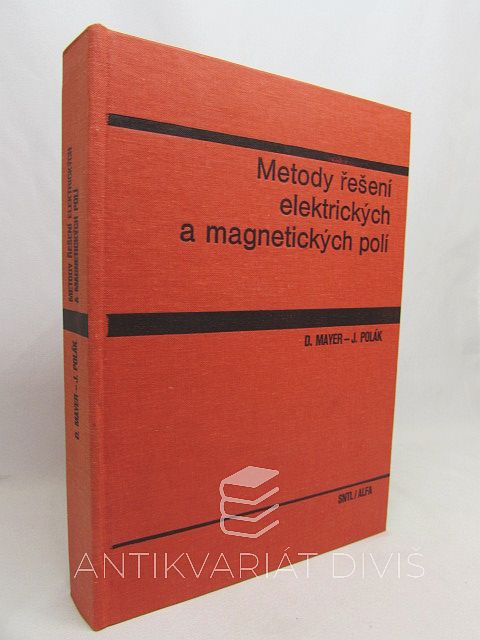 Metody řešení
elektrických
a magnetických polí
D. MAYER – J. POLÁK
SNTL/ALFA
D. MAYER – J. POLÁK
METODY ŘEŠENÍ ELEKTRICKÝCH
A MAGNETICKÝCH POLÍ
ANTIKVARIÁT DIVIŠ